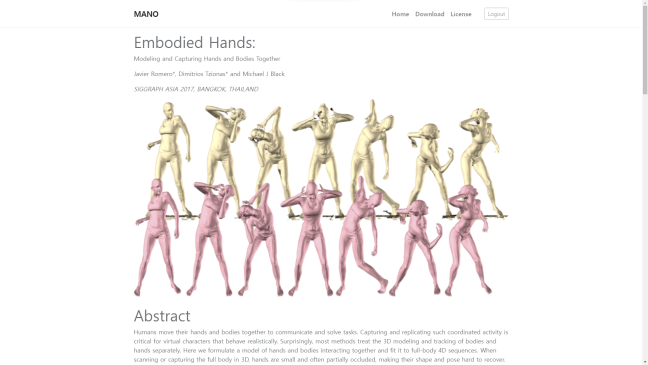 MANO
Home Download License Logout
Embodied Hands:
Modeling and Capturing Hands and Bodies Together
Javier Romero*, Dimitrios Tzionas* and Michael J Black
SIGGRAPH ASIA 2017, BANGKOK, THAILAND
Abstract
Humans move their hands and bodies together to communicate and solve tasks. Capturing and replicating such coordinated activity is
critical for virtual characters that behave realistically. Surprisingly, most methods treat the 3D modeling and tracking of bodies and
hands separately. Here we formulate a model of hands and bodies interacting together and fit it to full-body 4D sequences. When
scanning or capturing the full body in 3D, hands are small and often partially occluded, making their shape and pose hard to recover.